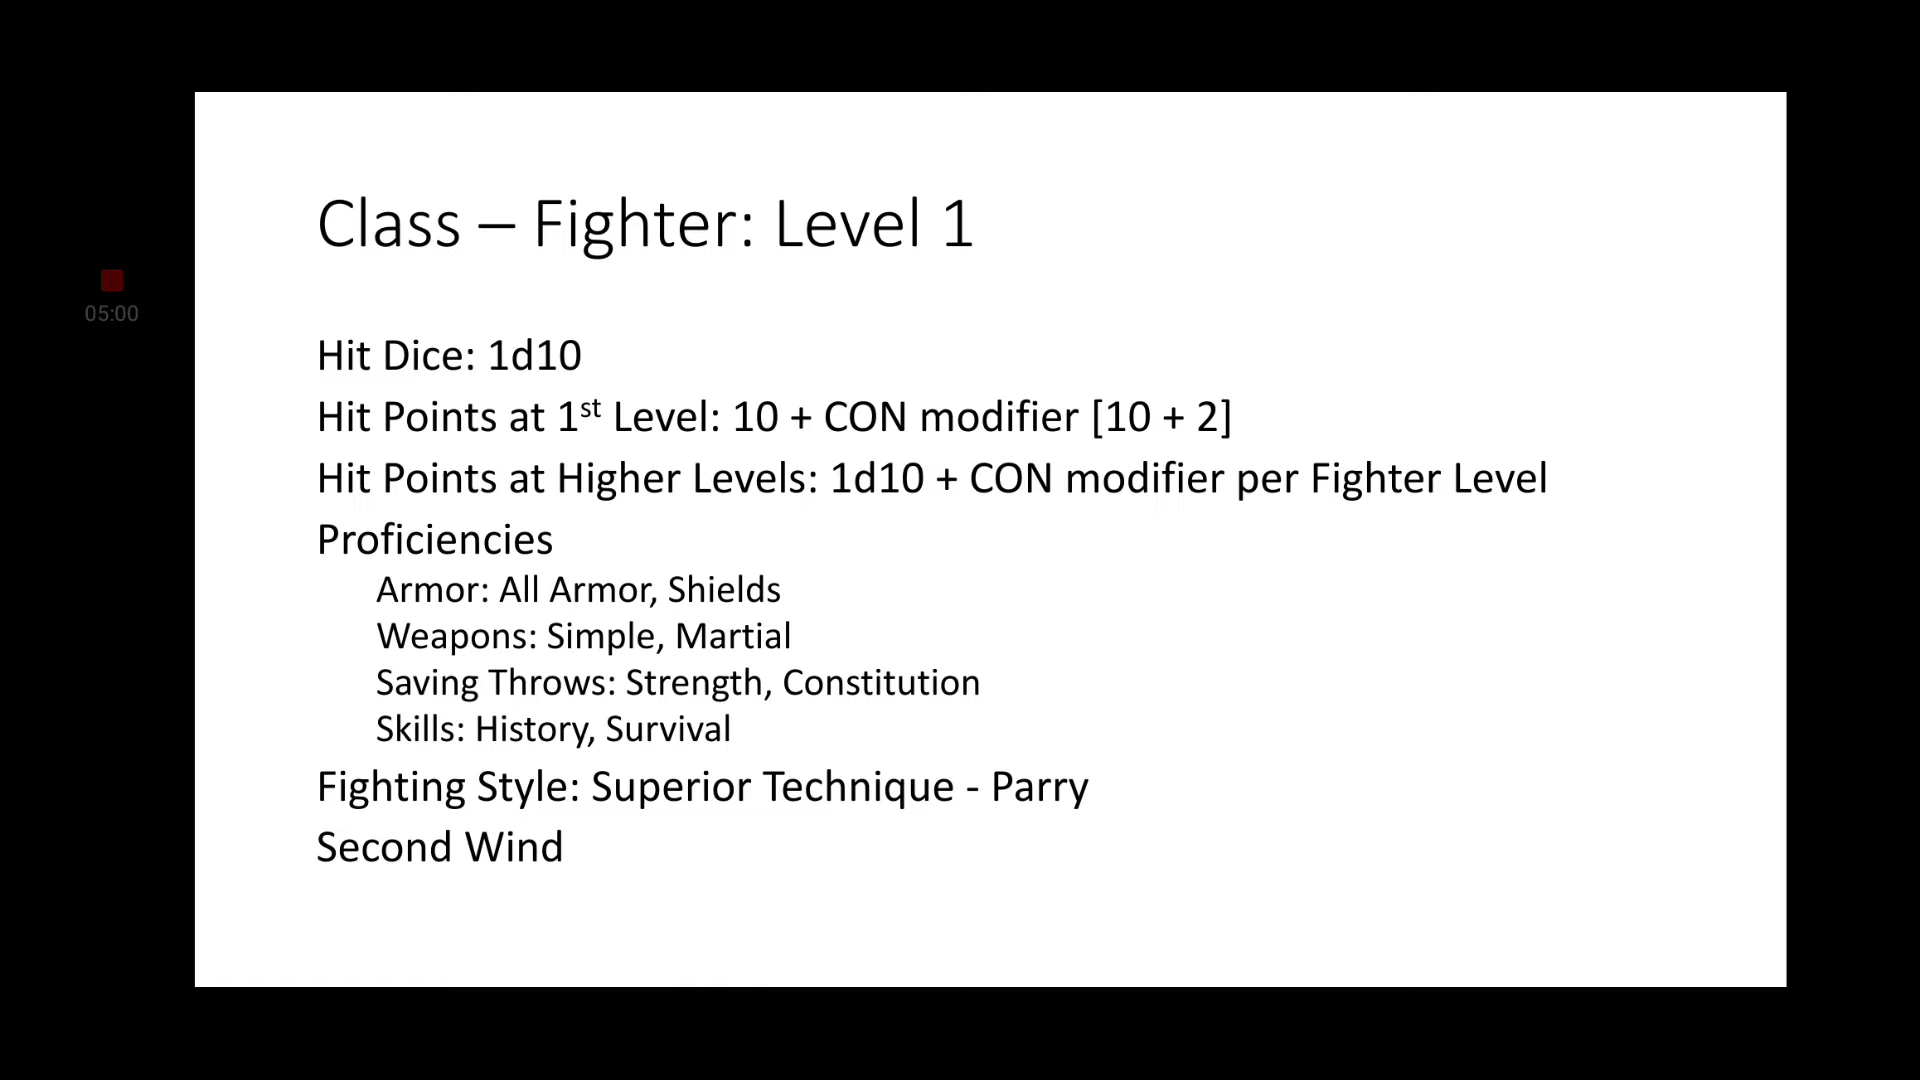 Class – Fighter: Level 1
05:00
Hit Dice: 1d10
Hit Points at 1st Level: 10 + CON modifier [10 + 2]
Hit Points at Higher Levels: 1d10 + CON modifier per Fighter Level
Proficiencies
Armor: All Armor, Shields
Weapons: Simple, Martial
Saving Throws: Strength, Constitution
Skills: History, Survival
Fighting Style: Superior Technique - Parry
Second Wind